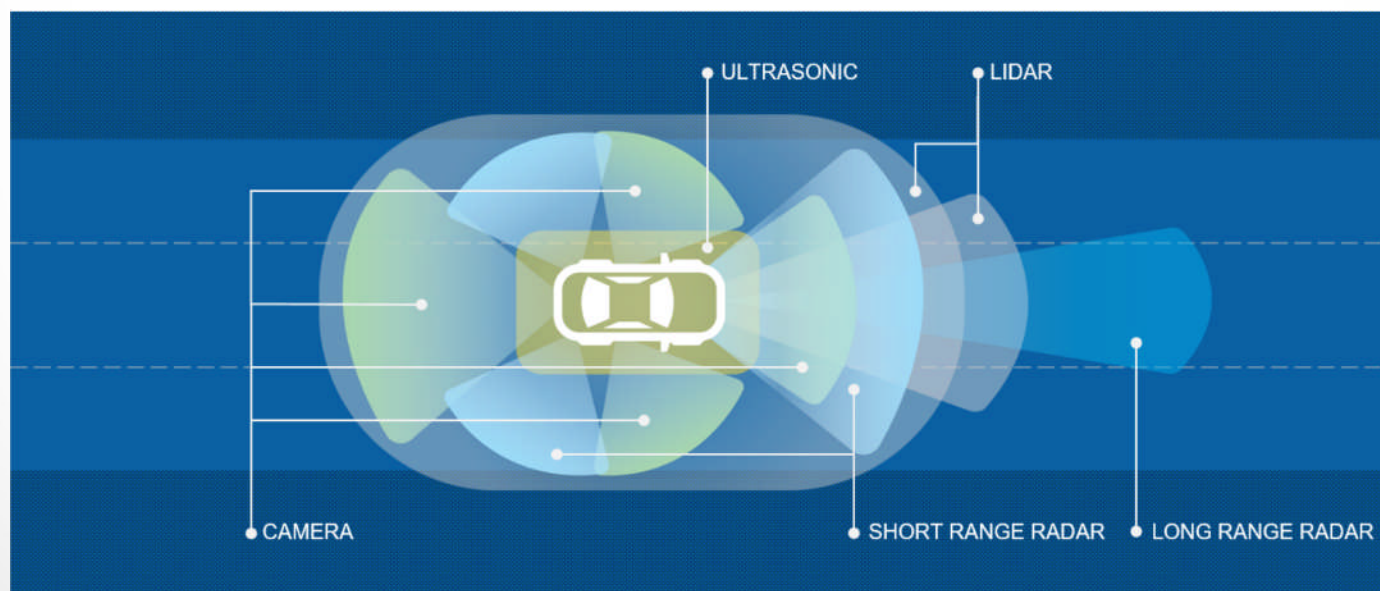 ULTRASONIC
LIDAR
CAMERA
SHORT RANGE RADAR
LONG RANGE RADAR